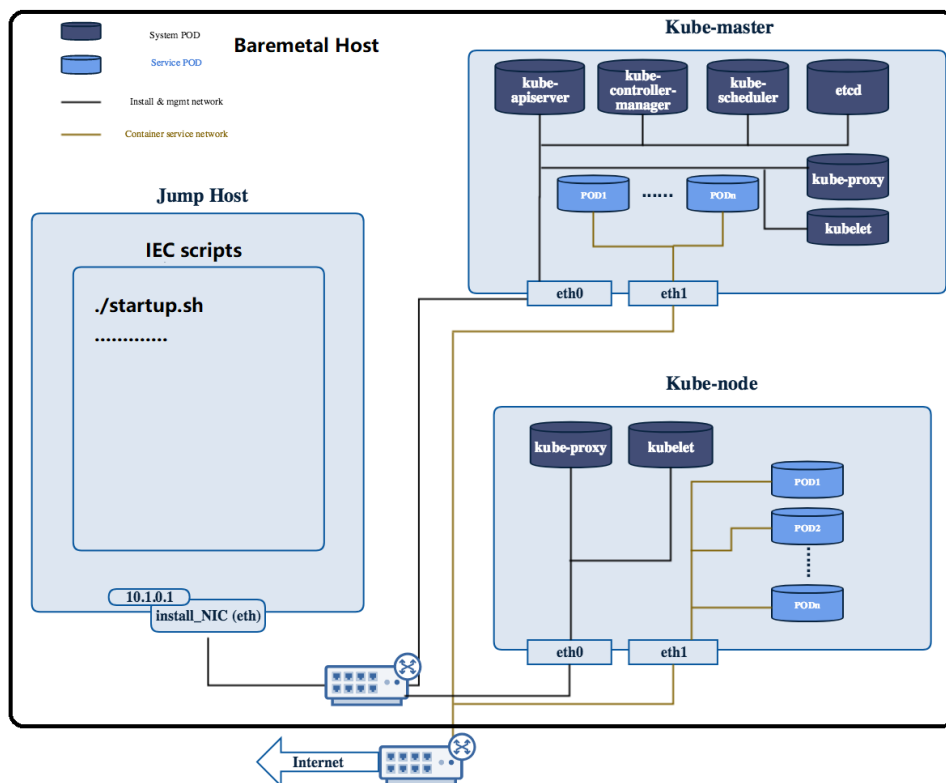 System POD
Service POD
Install & mgmt network
Container service network
Baremetal Host
Kube-master
kube-
apiserver
kube-
controller-
manager
kube-
scheduler
etcd
kube-proxy
kubelet
POD1
......
PODn
eth0
eth1
Jump Host
IEC scripts
./startup.sh
.............
10.1.0.1
install_NIC (eth)
Kube-node
kube-proxy
kubelet
POD1
POD2
PODn
eth0
eth1
Internet